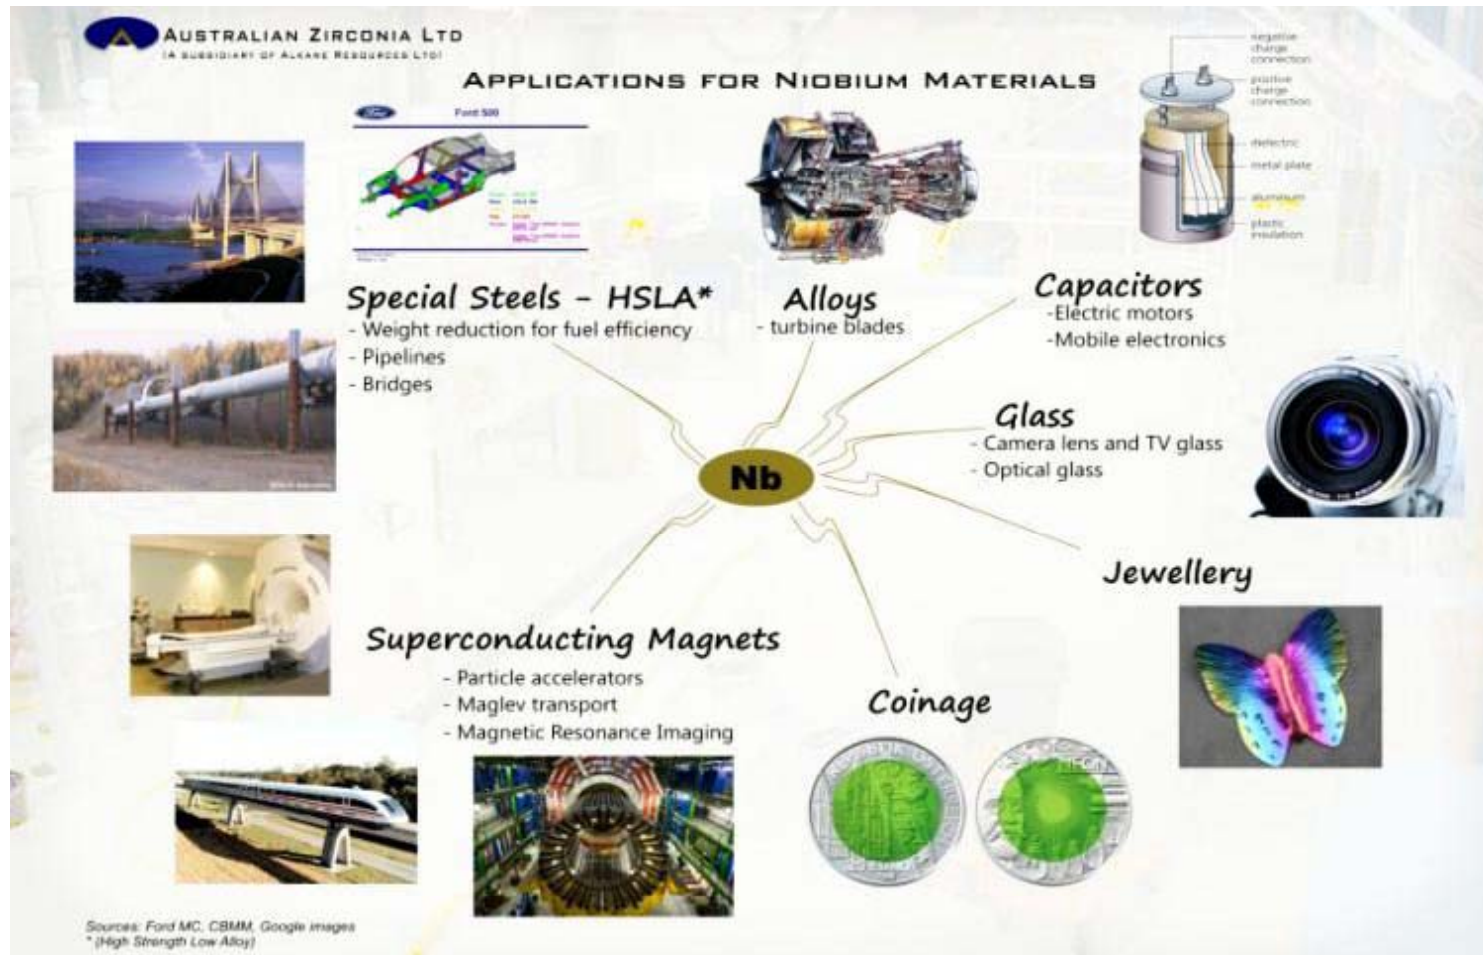 AUSTRALIAN ZIRCONIA LTD
(A SUBSIDIARY OF ALKANE RESOURCES LTD)
APPLICATIONS FOR NIOBIUM MATERIALS
Ford
Ford 500
negative
charge
connection
positive
charge
connection
dielectric
metal plate
aluminum
plastic
insulation
Special Steels - HSLA*
- Weight reduction for fuel efficiency
- Pipelines
- Bridges
Alloys
- turbine blades
Capacitors
-Electric motors
-Mobile electronics
Glass
- Camera lens and TV glass
- Optical glass
Nb
Jewellery
Superconducting Magnets
- Particle accelerators
- Maglev transport
- Magnetic Resonance Imaging
Coinage
Sources: Ford MC, CBMM, Google images
* (High Strength Low Alloy)